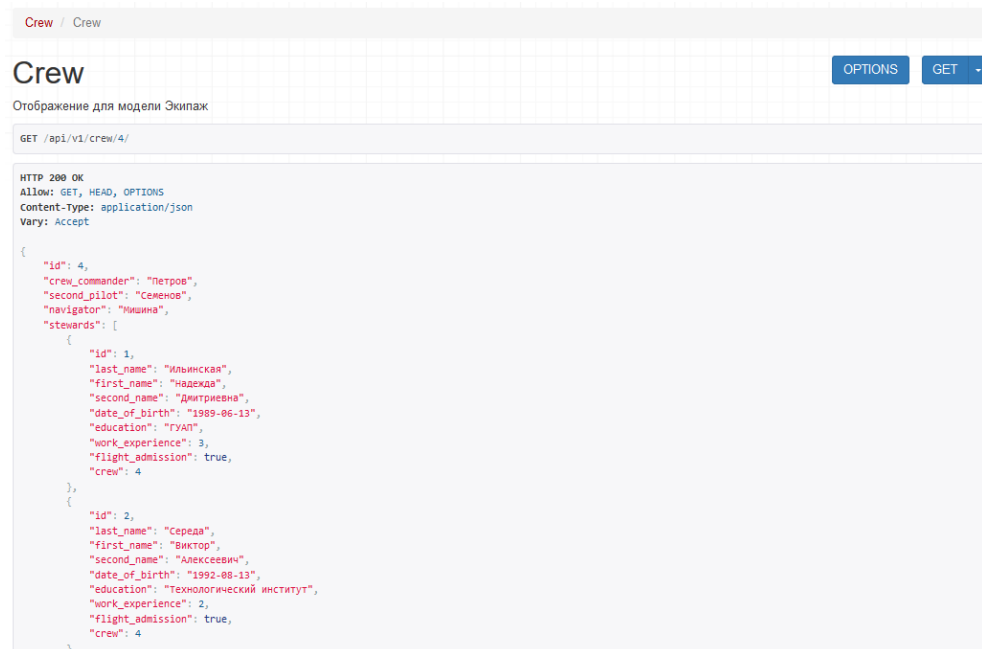 Crew / Crew
Crew
OPTIONS
GET
Отображение для модели Экипаж
GET /api/v1/crew/4/
HTTP 200 OK
Allow: GET, HEAD, OPTIONS
Content-Type: application/json
Vary: Accept
{
    "id": 4,
    "crew_commander": "Петров",
    "second_pilot": "Семенов",
    "navigator": "Мишина",
    "stewards": [
        {
            "id": 1,
            "last_name": "Ильинская",
            "first_name": "Надежда",
            "second_name": "Дмитриевна",
            "date_of_birth": "1989-06-13",
            "education": "ГУАП",
            "work_experience": 3,
            "flight_admission": true,
            "crew": 4
        },
        {
            "id": 2,
            "last_name": "Середа",
            "first_name": "Виктор",
            "second_name": "Алексеевич",
            "date_of_birth": "1992-08-13",
            "education": "Технологический институт",
            "work_experience": 2,
            "flight_admission": true,
            "crew": 4
        }